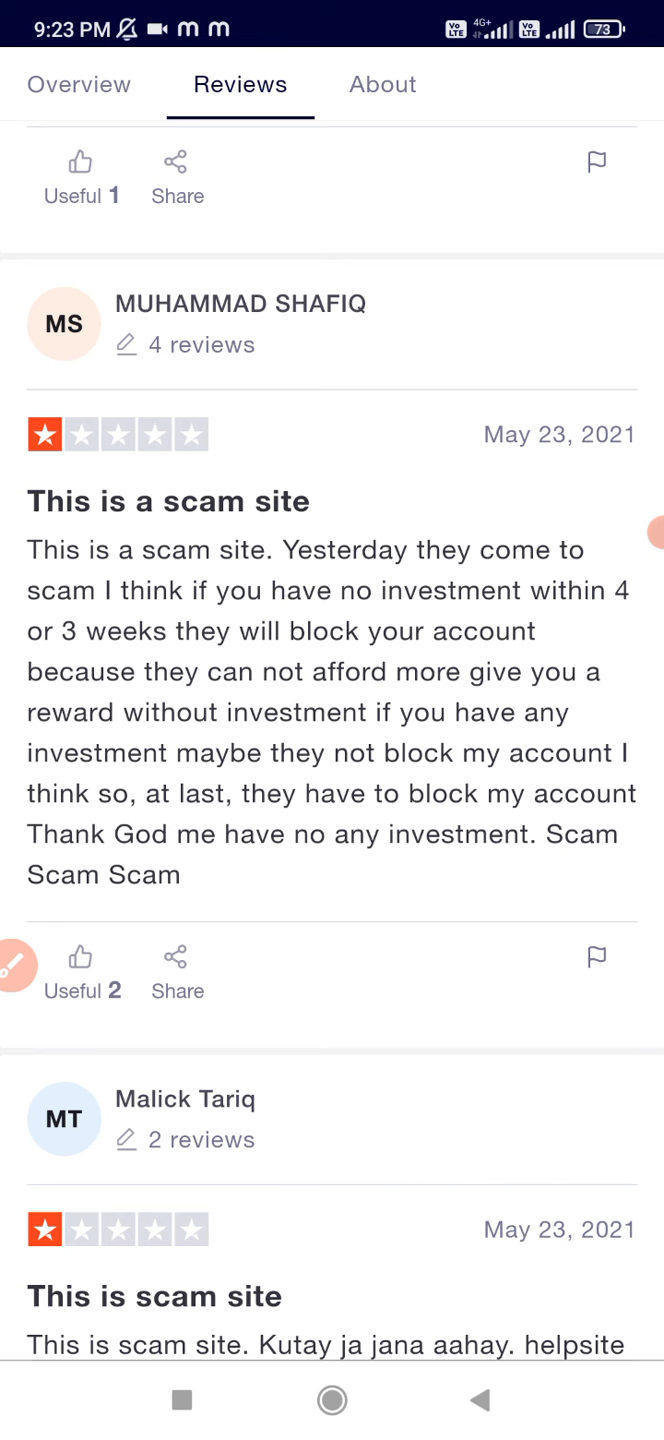 9:23 PM m m VoLTE 4G+ VoLTE 73
Overview Reviews About
Useful 1 Share
MS MUHAMMAD SHAFIQ
4 reviews
May 23, 2021
This is a scam site
This is a scam site. Yesterday they come to
scam I think if you have no investment within 4
or 3 weeks they will block your account
because they can not afford more give you a
reward without investment if you have any
investment maybe they not block my account I
think so, at last, they have to block my account
Thank God me have no any investment. Scam
Scam Scam
Useful 2 Share
MT Malick Tariq
2 reviews
May 23, 2021
This is scam site
This is scam site. Kutay ja jana aahay. helpsite